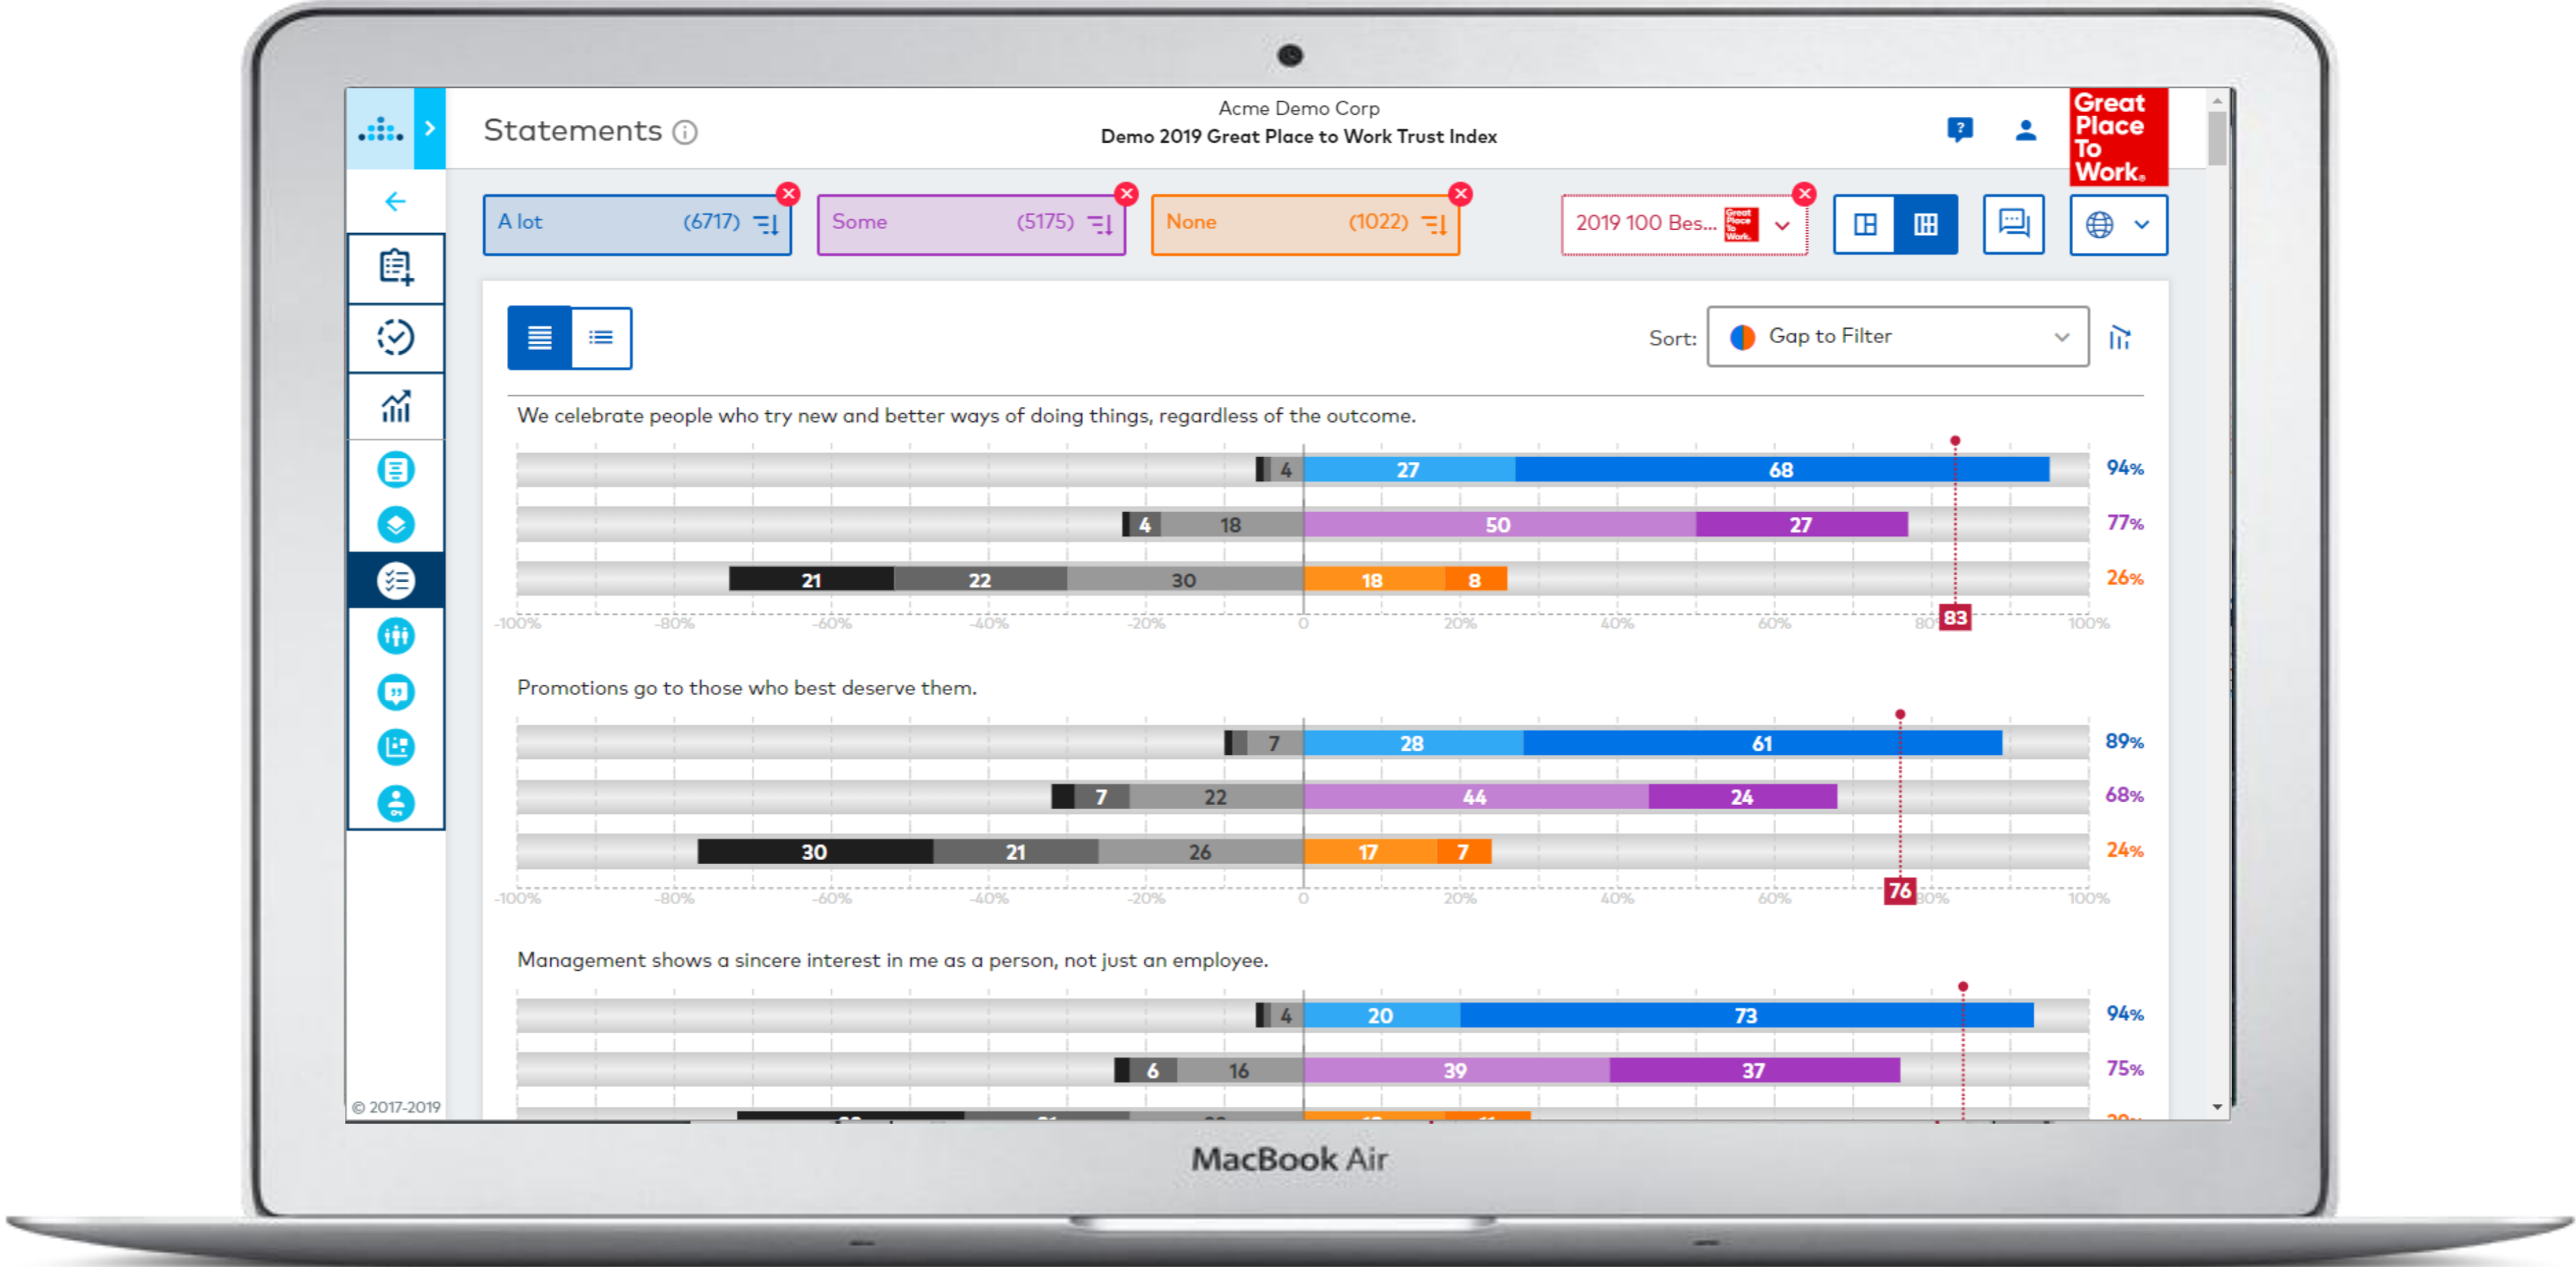 Acme Demo Corp
Statements
Demo 2019 Great Place to Work Trust Index
Great
Place
To
Work.
A lot (6717)
Some (5175)
None (1022)
2019 100 Bes...
Great
Place
To
Work.
Sort: Gap to Filter
We celebrate people who try new and better ways of doing things, regardless of the outcome.
4 27 68 94%
4 18 50 27 77%
21 22 30 18 8 26%
-100% -80% -60% -40% -20% 0 20% 40% 60% 80 83 100%
Promotions go to those who best deserve them.
7 28 61 89%
7 22 44 24 68%
30 21 26 17 7 24%
-100% -80% -60% -40% -20% 0 20% 40% 60% 76 80% 100%
Management shows a sincere interest in me as a person, not just an employee.
4 20 73 94%
6 16 39 37 75%
© 2017-2019
MacBook Air